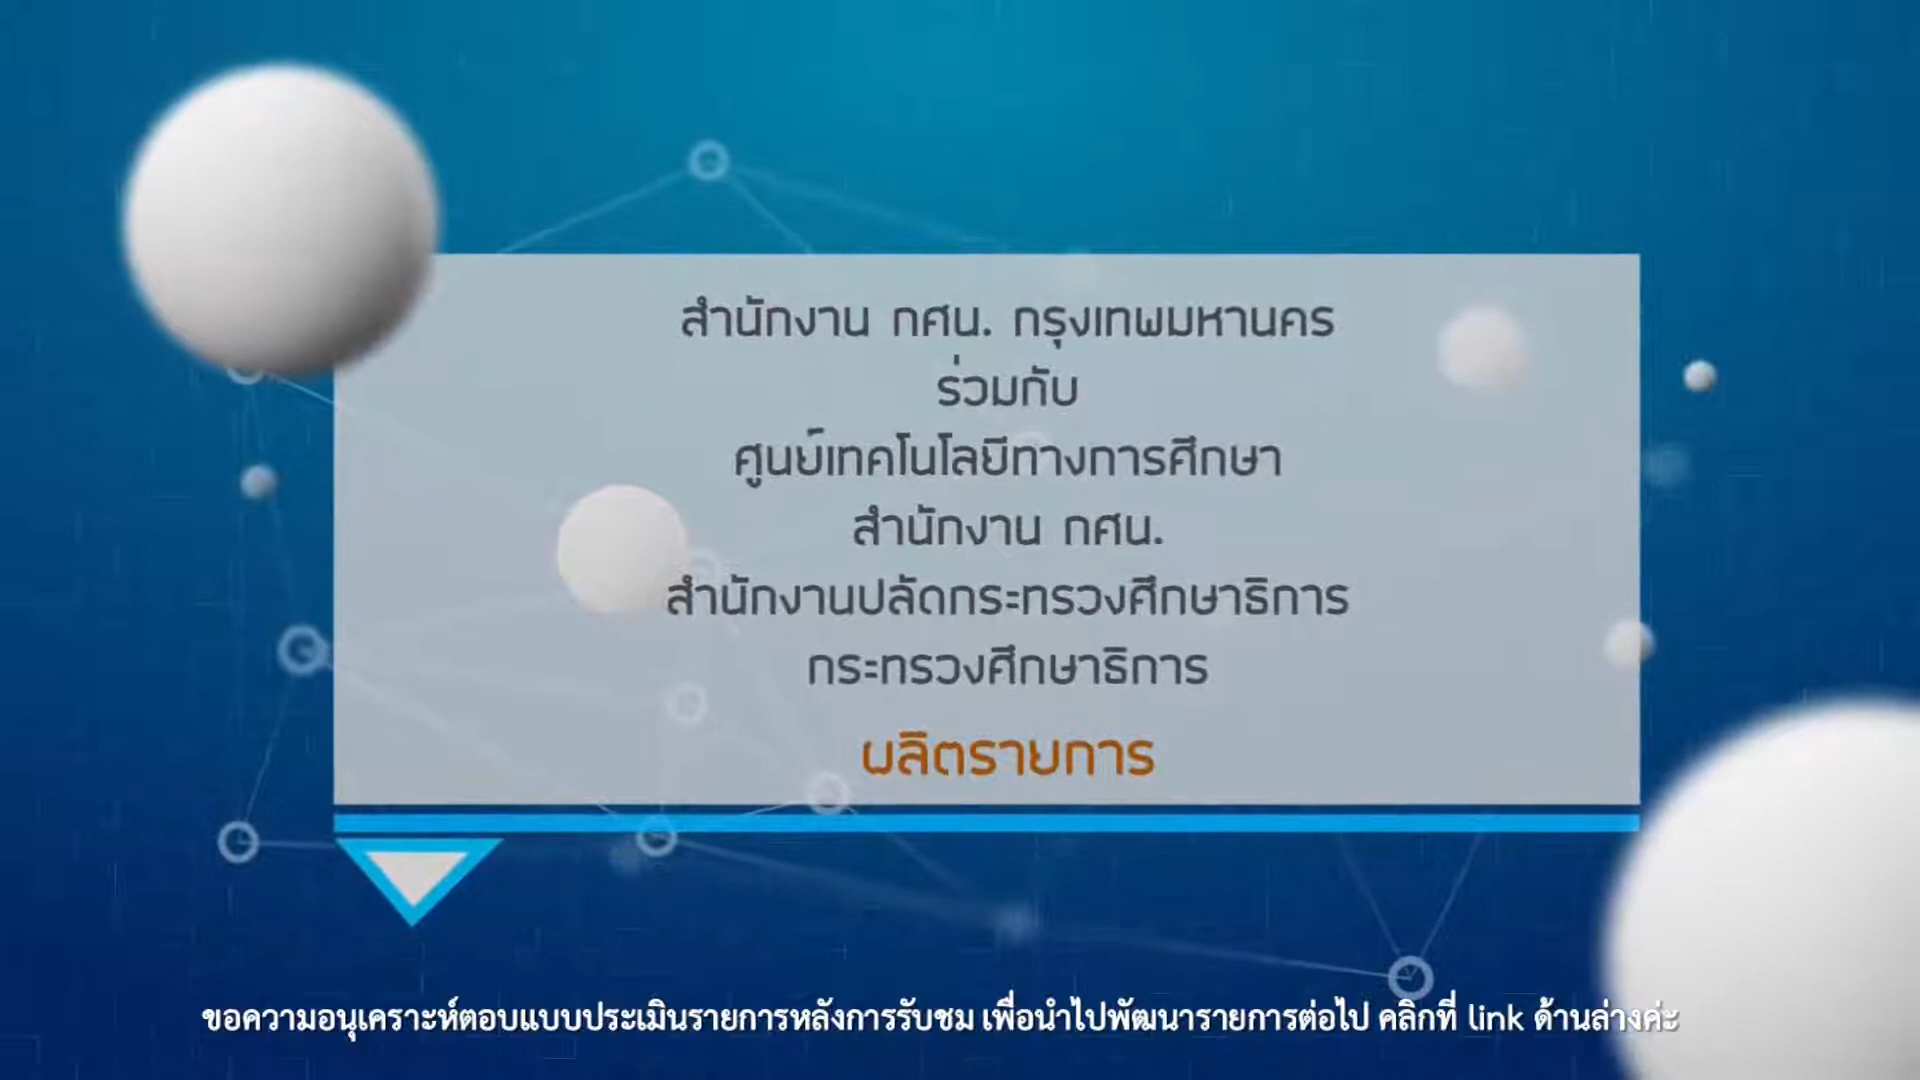 สำนักงาน กศน. กรุงเทพมหานคร
ร่วมกับ
ศูนย์เทคโนโลยีทางการศึกษา
สำนักงาน กศน.
สำนักงานปลัดกระทรวงศึกษาธิการ
กระทรวงศึกษาธิการ
ผลิตรายการ
ขอความอนุเคราะห์ตอบแบบประเมินรายการหลังการรับชม เพื่อนำไปพัฒนารายการต่อไป คลิกที่ link ด้านล่างค่ะ